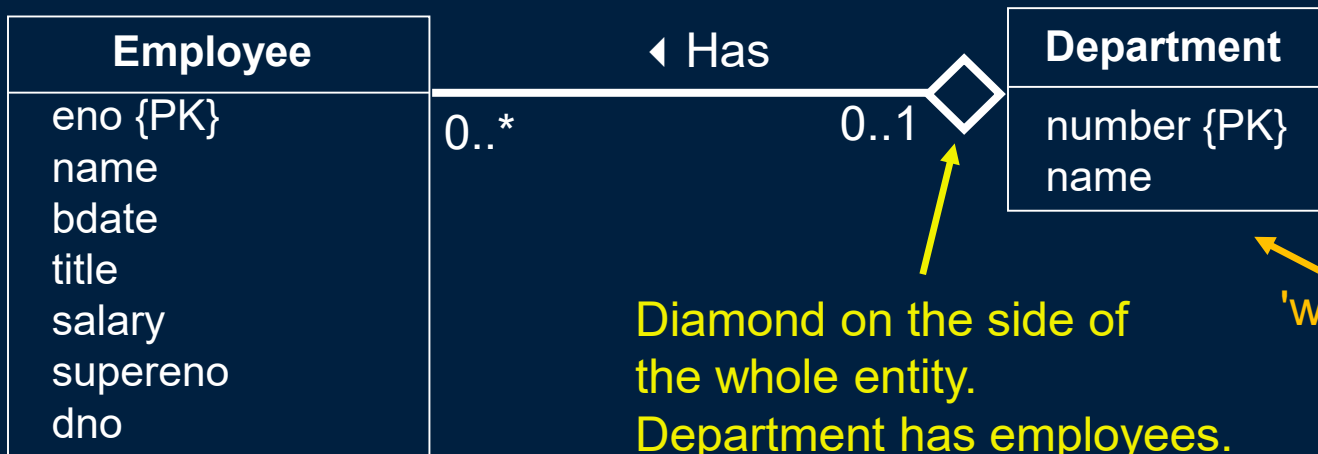 Employee
eno {PK}
name
bdate
title
salary
supereno
dno
Has
0..*
0..1
Department
number {PK}
name
Diamond on the side of
the whole entity.
Department has employees.
'w